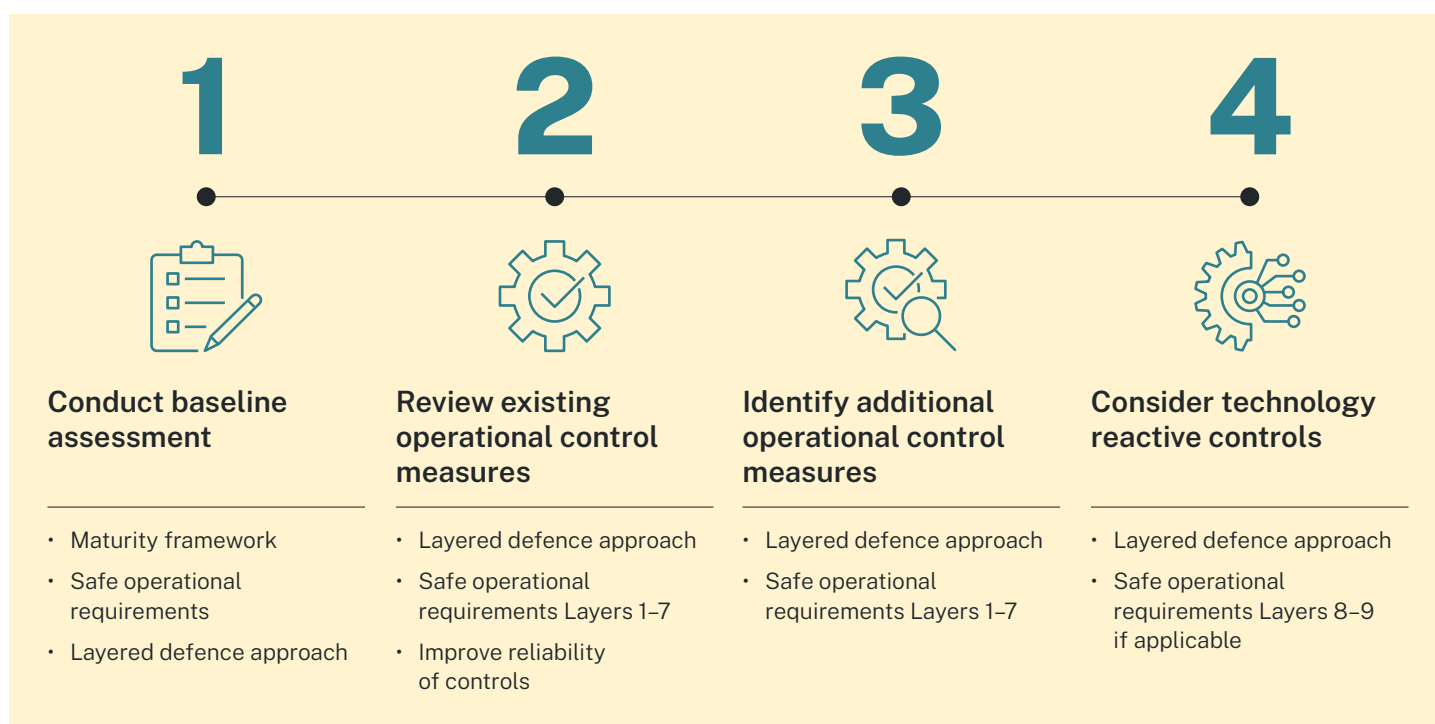 1
2
3
4
Conduct baseline
assessment
• Maturity framework
• Safe operational
requirements
• Layered defence approach
Review existing
operational control
measures
• Layered defence approach
• Safe operational
requirements Layers 1–7
• Improve reliability
of controls
Identify additional
operational control
measures
• Layered defence approach
• Safe operational
requirements Layers 1–7
Consider technology
reactive controls
• Layered defence approach
• Safe operational
requirements Layers 8–9
if applicable